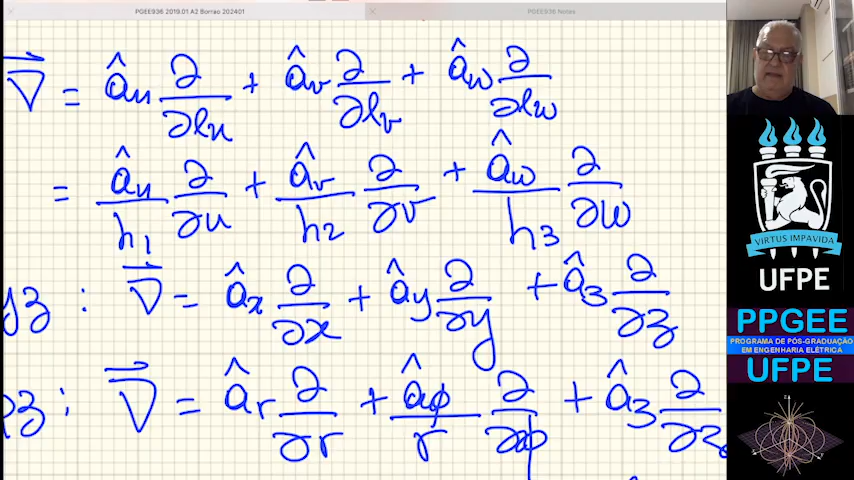 PGEE936 2019.01 A2 Borrao 202401
PGEE936 Notes
∇⃗ = âu ∂/∂lu + âv ∂/∂lv + âw ∂/∂lw
= âu/h1 ∂/∂u + âv/h2 ∂/∂v + âw/h3 ∂/∂w
yz : ∇⃗ = âx ∂/∂x + ây ∂/∂y + âz ∂/∂z
φz : ∇⃗ = âr ∂/∂r + âφ/r ∂/∂φ + âz ∂/∂z
VIRTUS IMPAVIDA
UFPE
PPGEE
PROGRAMA DE PÓS-GRADUAÇÃO
EM ENGENHARIA ELÉTRICA
UFPE